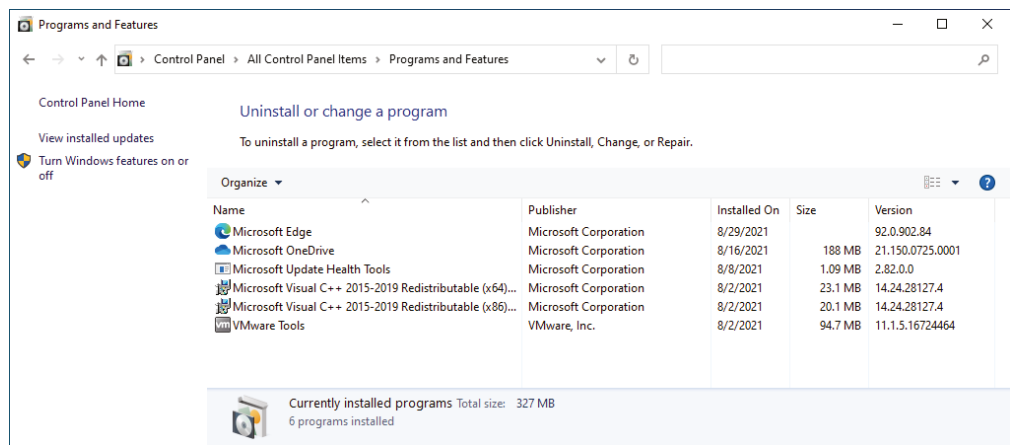 Programs and Features
Control Panel > All Control Panel Items > Programs and Features
Control Panel Home
View installed updates
Turn Windows features on or
off
Uninstall or change a program
To uninstall a program, select it from the list and then click Uninstall, Change, or Repair.
Organize
Name Publisher Installed On Size Version
Microsoft Edge Microsoft Corporation 8/29/2021 92.0.902.84
Microsoft OneDrive Microsoft Corporation 8/16/2021 188 MB 21.150.0725.0001
Microsoft Update Health Tools Microsoft Corporation 8/8/2021 1.09 MB 2.82.0.0
Microsoft Visual C++ 2015-2019 Redistributable (x64)... Microsoft Corporation 8/2/2021 23.1 MB 14.24.28127.4
Microsoft Visual C++ 2015-2019 Redistributable (x86)... Microsoft Corporation 8/2/2021 20.1 MB 14.24.28127.4
vm VMware Tools VMware, Inc. 8/2/2021 94.7 MB 11.1.5.16724464
Currently installed programs Total size: 327 MB
6 programs installed